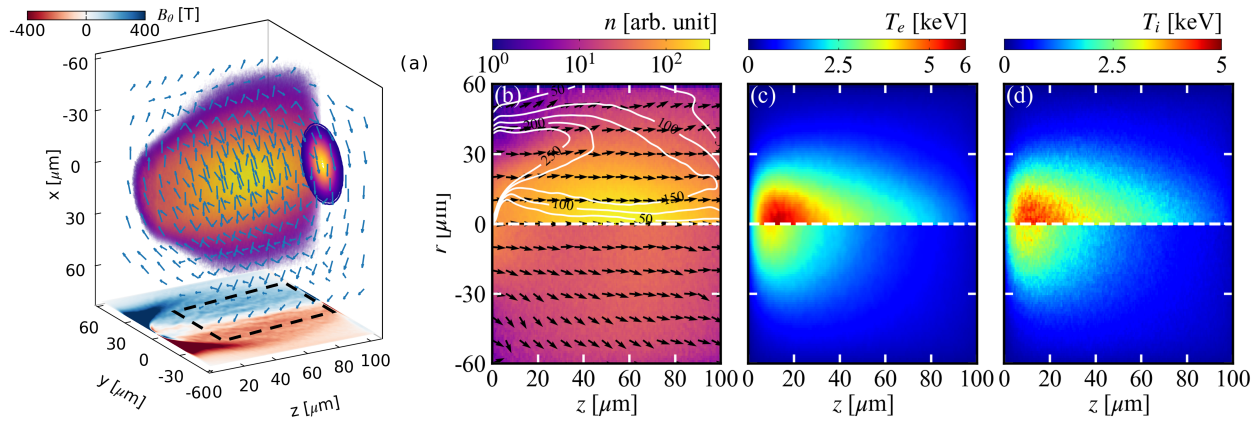 B_θ [T]
-400 0 400
(a)
-60
-30
0
30
60
x [μm]
60
30
0
-30
-600
y [μm]
20 40 60 80 100
z [μm]
n [arb. unit]
10^0 10^1 10^2
(b)
50
200
100
250
150
100
50
60
30
0
-30
-60
r [μm]
0 20 40 60 80 100
z [μm]
T_e [keV]
0 2.5 5 6
(c)
0 20 40 60 80 100
z [μm]
T_i [keV]
0 2.5 5
(d)
0 20 40 60 80 100
z [μm]